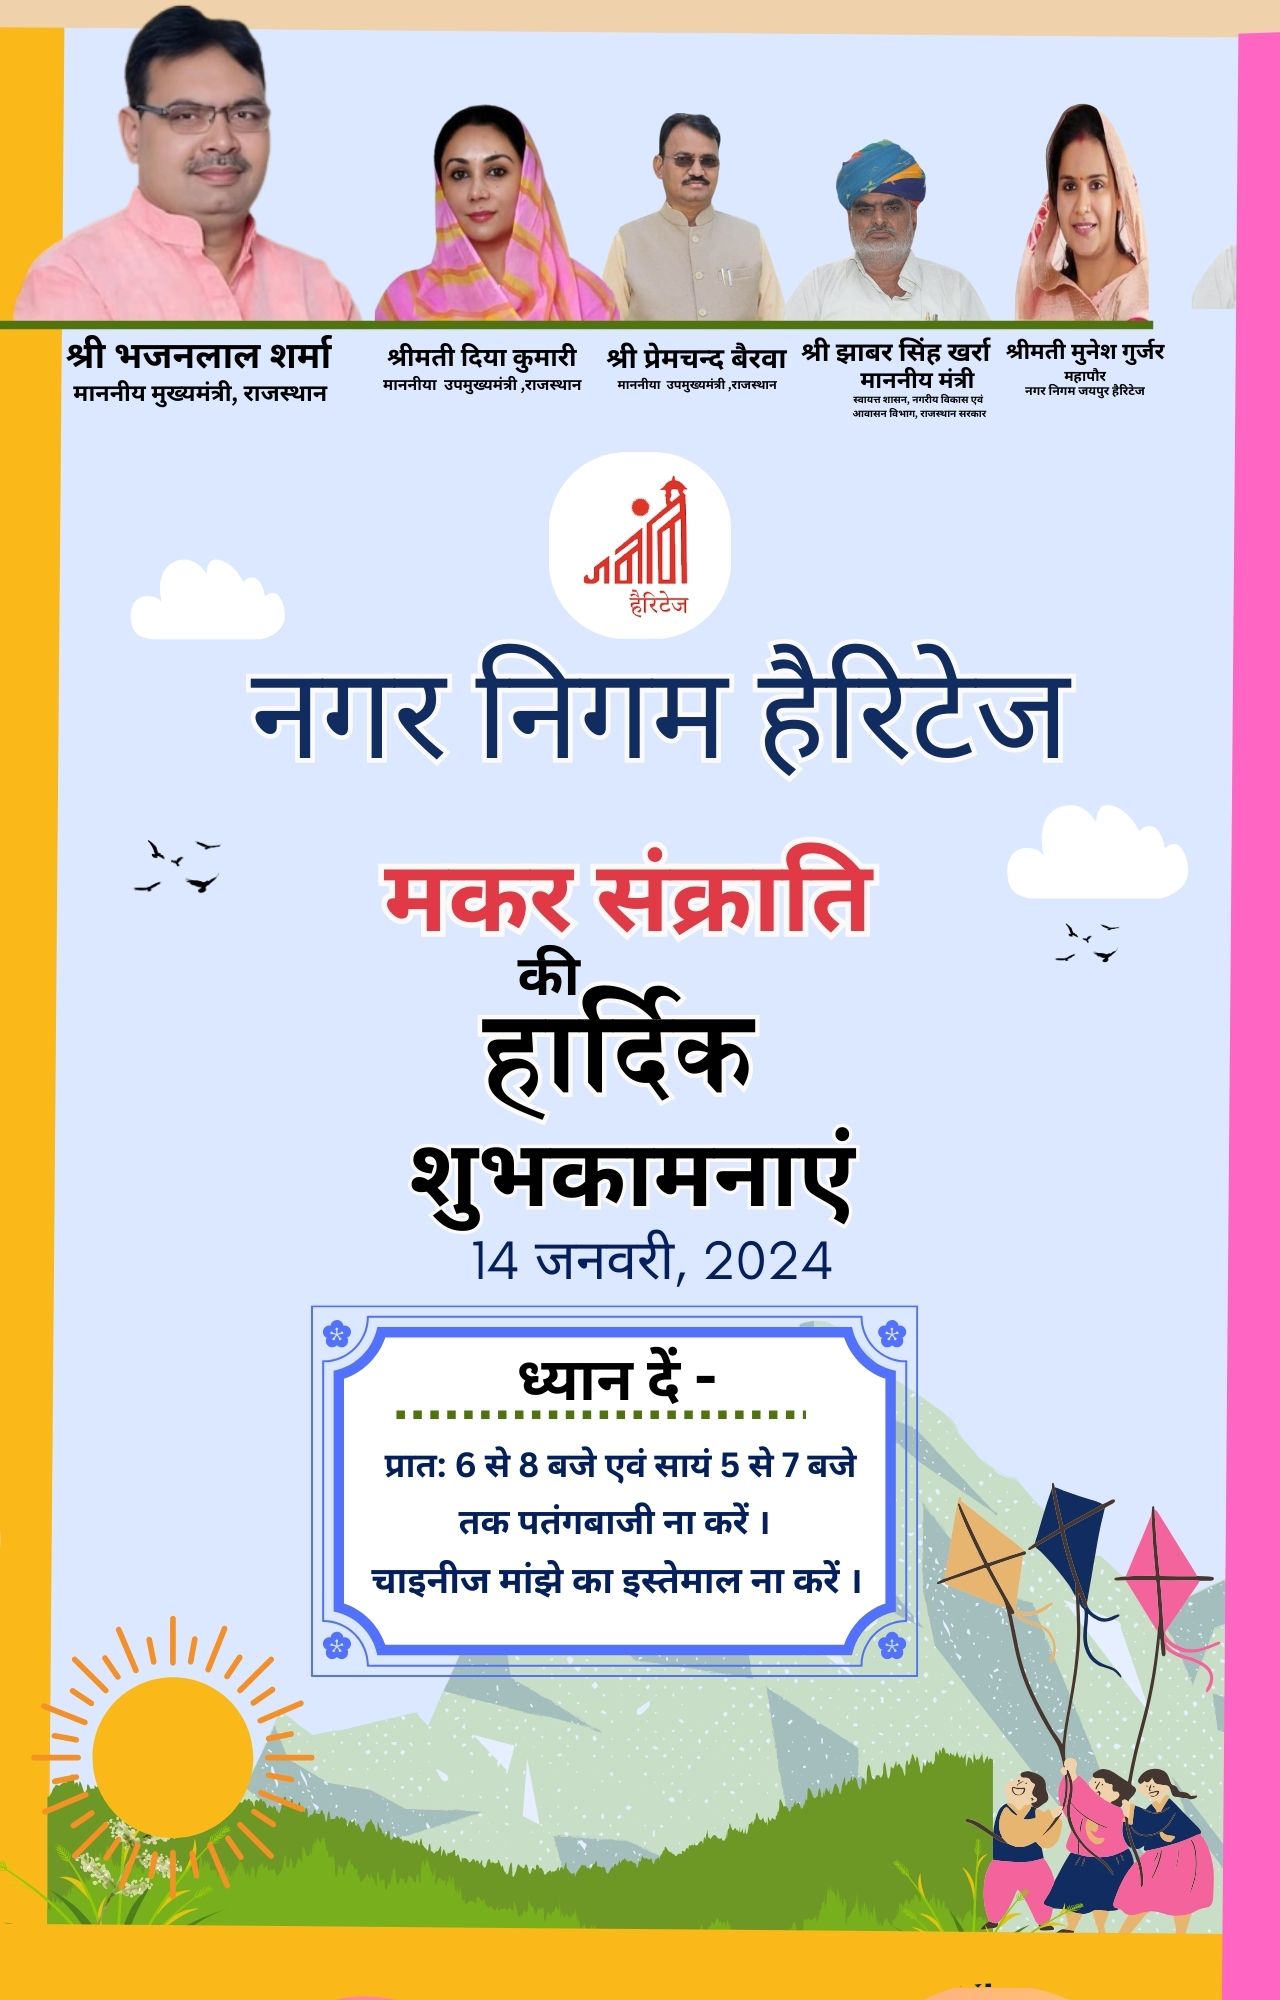 श्री भजनलाल शर्मा
माननीय मुख्यमंत्री, राजस्थान
श्रीमती दिया कुमारी
माननीया उपमुख्यमंत्री ,राजस्थान
श्री प्रेमचन्द बैरवा
माननीया उपमुख्यमंत्री ,राजस्थान
श्री झाबर सिंह खर्रा
माननीय मंत्री
स्वायत्त शासन, नगरीय विकास एवं
आवासन विभाग, राजस्थान सरकार
श्रीमती मुनेश गुर्जर
महापौर
नगर निगम जयपुर हैरिटेज
हैरिटेज
नगर निगम हैरिटेज
मकर संक्राति
की
हार्दिक
शुभकामनाएं
14 जनवरी, 2024
ध्यान दें -
प्रात: 6 से 8 बजे एवं सायं 5 से 7 बजे
तक पतंगबाजी ना करें ।
चाइनीज मांझे का इस्तेमाल ना करें ।